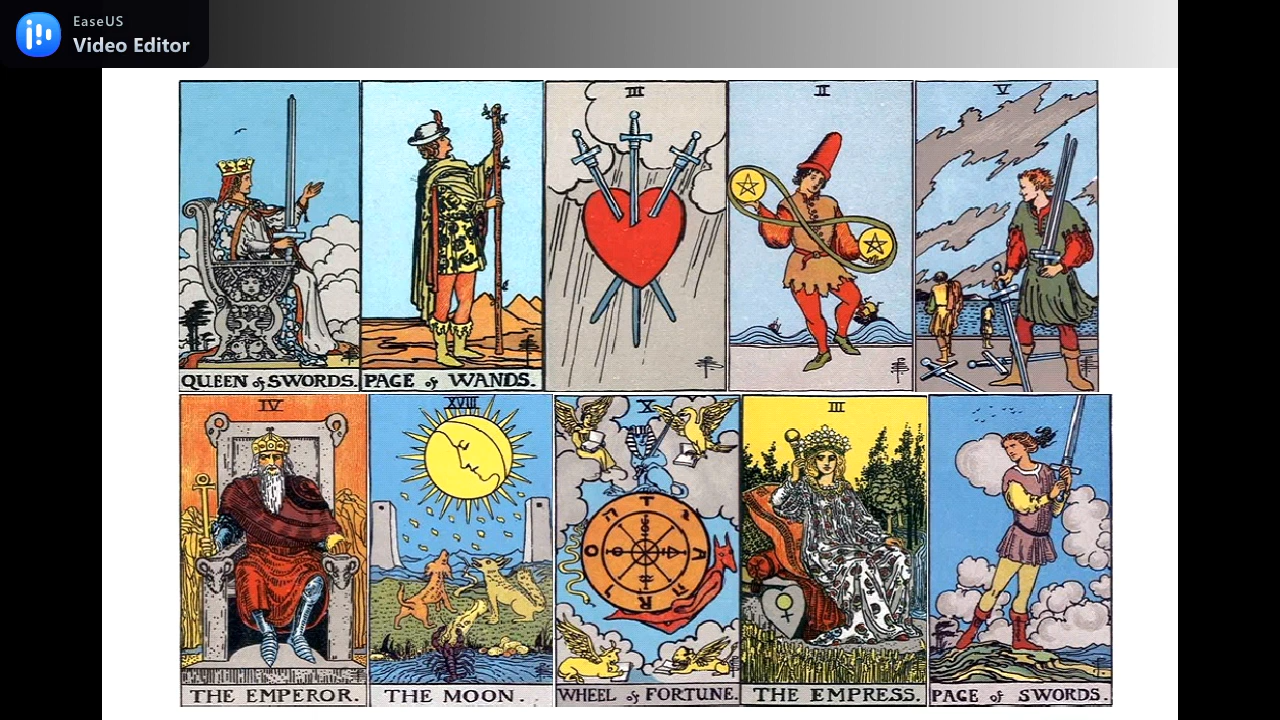 EaseUS
Video Editor
III
II
V
QUEEN of SWORDS.
PAGE of WANDS.
IV
XVIII
X
III
T
A
R
O
THE EMPEROR.
THE MOON.
WHEEL of FORTUNE.
THE EMPRESS.
PAGE of SWORDS.